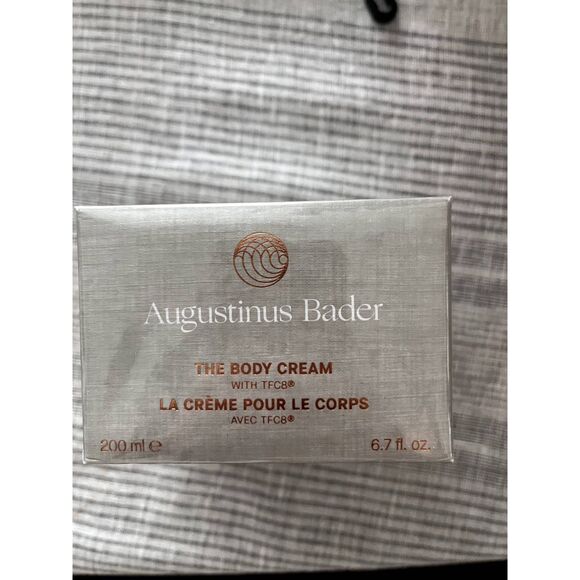 Augustinus Bader
THE BODY CREAM
WITH TFC8®
LA CRÈME POUR LE CORPS
AVEC TFC8®
200 ml ℮ 6.7 fl. oz.